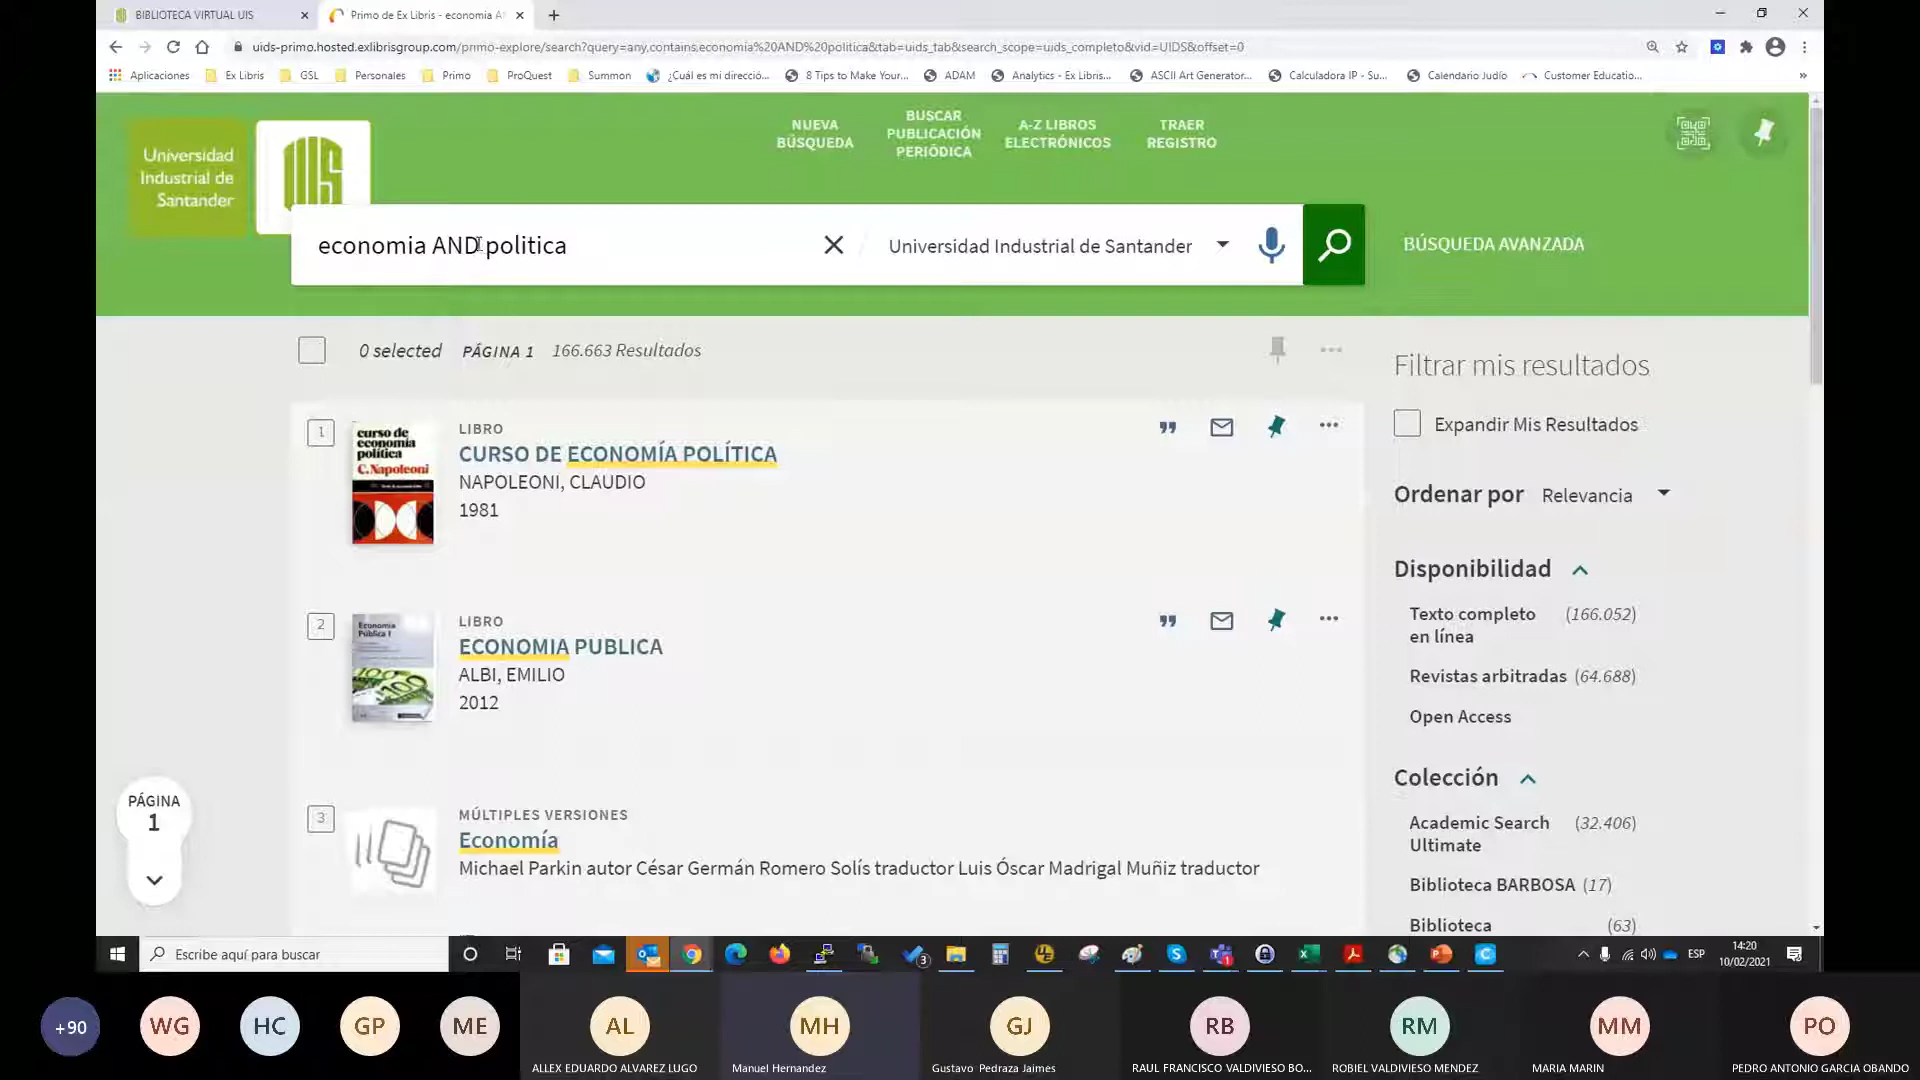 BIBLIOTECA VIRTUAL UIS
Primo de Ex Libris - economia A
uids-primo.hosted.exlibrisgroup.com/primo-explore/search?query=any,contains,economia%20AND%20politica&tab=uids_tab&search_scope=uids_completo&vid=UIDS&offset=0
Aplicaciones
Ex Libris
GSL
Personales
Primo
ProQuest
Summon
¿Cuál es mi direcció...
8 Tips to Make Your...
ADAM
Analytics - Ex Libris...
ASCII Art Generator...
Calculadora IP - Su...
Calendario Judío
Customer Educatio...
»
Universidad
Industrial de
Santander
UIS
NUEVA
BÚSQUEDA
BUSCAR
PUBLICACIÓN
PERIÓDICA
A-Z LIBROS
ELECTRÓNICOS
TRAER
REGISTRO
economia AND politica
Universidad Industrial de Santander
BÚSQUEDA AVANZADA
0 selected PÁGINA 1 166.663 Resultados
1
curso de
economía
política
C. Napoleoni
LIBRO
CURSO DE ECONOMÍA POLÍTICA
NAPOLEONI, CLAUDIO
1981
2
Economía
Pública I
LIBRO
ECONOMIA PUBLICA
ALBI, EMILIO
2012
3
MÚLTIPLES VERSIONES
Economía
Michael Parkin autor César Germán Romero Solís traductor Luis Óscar Madrigal Muñiz traductor
PÁGINA
1
Filtrar mis resultados
Expandir Mis Resultados
Ordenar por Relevancia
Disponibilidad
Texto completo (166.052)
en línea
Revistas arbitradas (64.688)
Open Access
Colección
Academic Search (32.406)
Ultimate
Biblioteca BARBOSA (17)
Biblioteca (63)
Escribe aquí para buscar
3
1
ESP
14:20
10/02/2021
+90
WG
HC
GP
ME
AL
ALLEX EDUARDO ALVAREZ LUGO
MH
Manuel Hernandez
GJ
Gustavo Pedraza Jaimes
RB
RAUL FRANCISCO VALDIVIESO BO...
RM
ROBIEL VALDIVIESO MENDEZ
MM
MARIA MARIN
PO
PEDRO ANTONIO GARCIA OBANDO